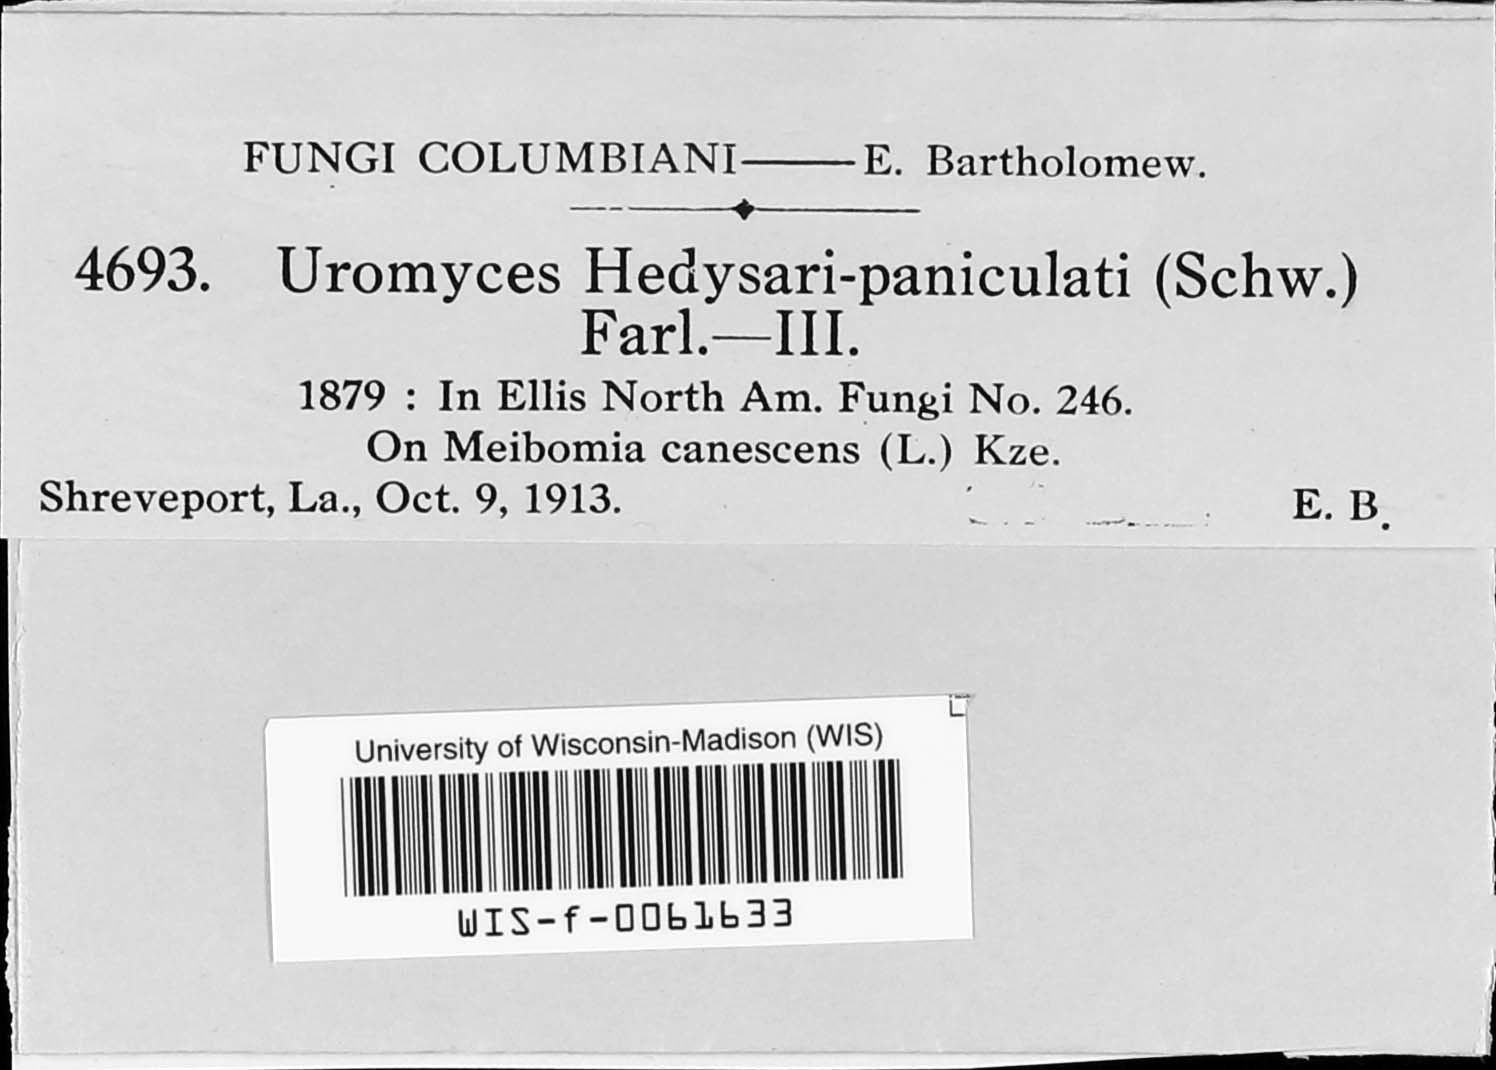 FUNGI COLUMBIANI——E. Bartholomew.
4693. Uromyces Hedysari-paniculati (Schw.)
Farl.—III.
1879 : In Ellis North Am. Fungi No. 246.
On Meibomia canescens (L.) Kze.
Shreveport, La., Oct. 9, 1913. E. B.
University of Wisconsin-Madison (WIS)
WIS-f-0061633